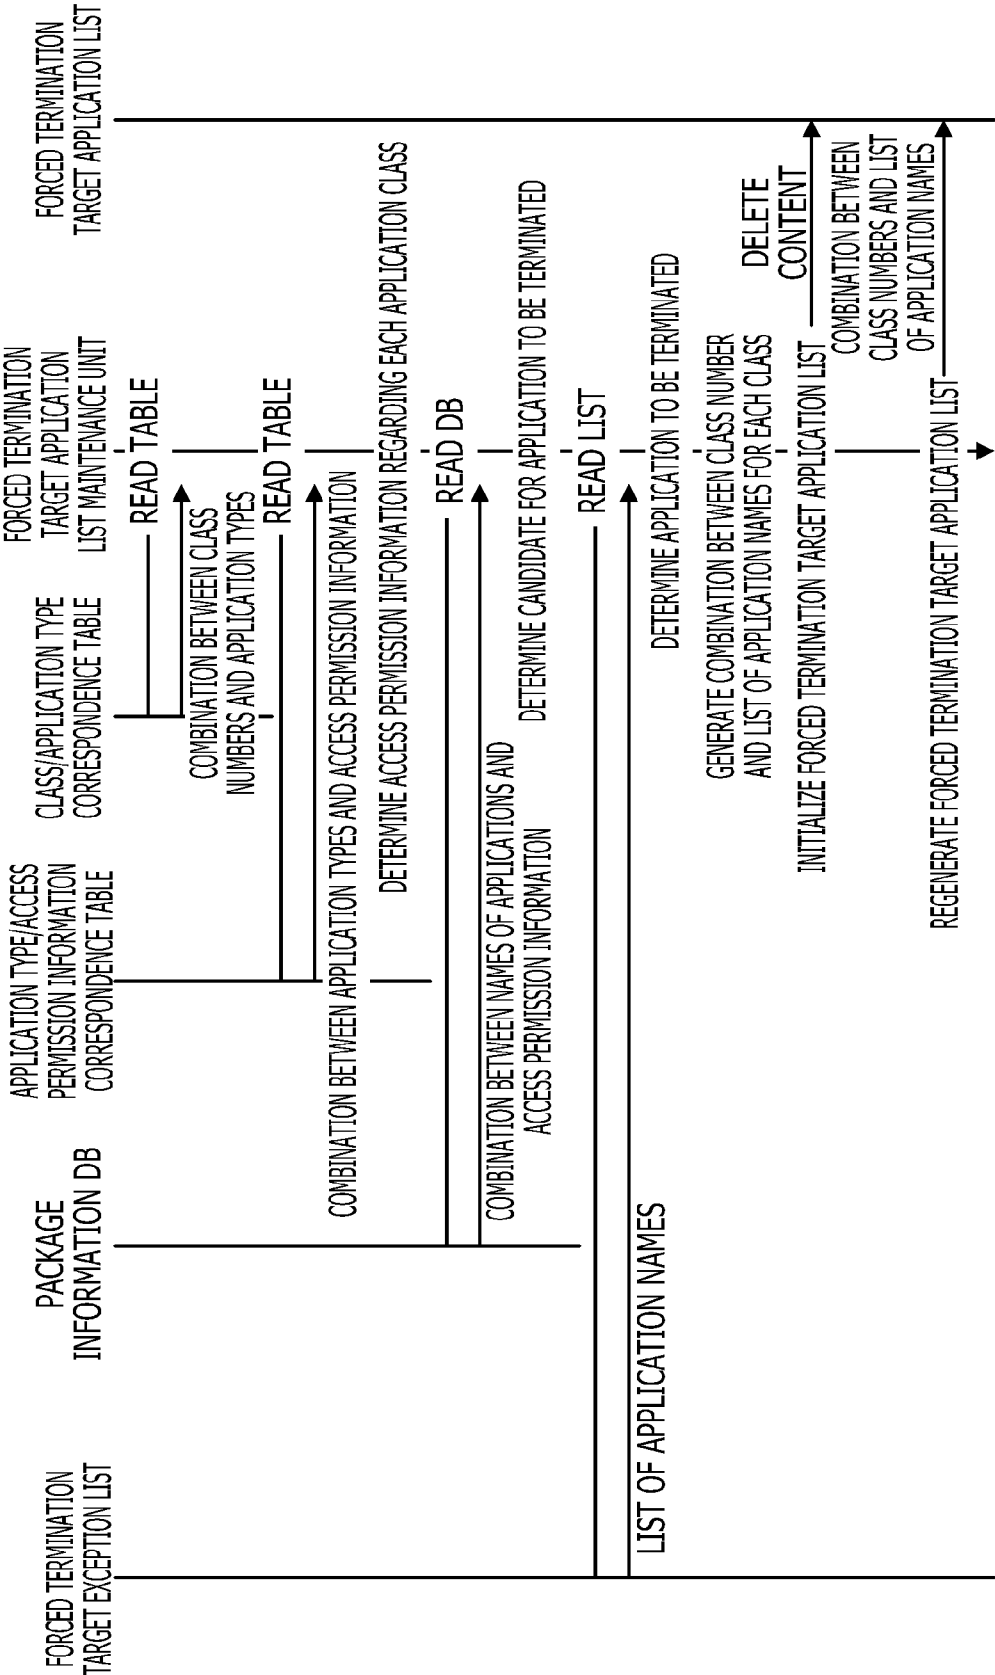 FORCED TERMINATION
TARGET EXCEPTION LIST
PACKAGE
INFORMATION DB
APPLICATION TYPE/ACCESS
PERMISSION INFORMATION
CORRESPONDENCE TABLE
CLASS/APPLICATION TYPE
CORRESPONDENCE TABLE
FORCED TERMINATION
TARGET APPLICATION
LIST MAINTENANCE UNIT
FORCED TERMINATION
TARGET APPLICATION LIST
READ TABLE
COMBINATION BETWEEN CLASS
NUMBERS AND APPLICATION TYPES
READ TABLE
COMBINATION BETWEEN APPLICATION TYPES AND ACCESS PERMISSION INFORMATION
DETERMINE ACCESS PERMISSION INFORMATION REGARDING EACH APPLICATION CLASS
READ DB
COMBINATION BETWEEN NAMES OF APPLICATIONS AND
ACCESS PERMISSION INFORMATION
DETERMINE CANDIDATE FOR APPLICATION TO BE TERMINATED
READ LIST
LIST OF APPLICATION NAMES
DETERMINE APPLICATION TO BE TERMINATED
GENERATE COMBINATION BETWEEN CLASS NUMBER
AND LIST OF APPLICATION NAMES FOR EACH CLASS
INITIALIZE FORCED TERMINATION TARGET APPLICATION LIST
DELETE
CONTENT
COMBINATION BETWEEN
CLASS NUMBERS AND LIST
OF APPLICATION NAMES
REGENERATE FORCED TERMINATION TARGET APPLICATION LIST